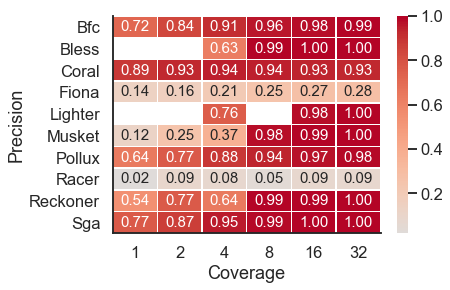 Precision
Bfc 0.72 0.84 0.91 0.96 0.98 0.99
Bless 0.63 0.99 1.00 1.00
Coral 0.89 0.93 0.94 0.94 0.93 0.93
Fiona 0.14 0.16 0.21 0.25 0.27 0.28
Lighter 0.76 0.98 1.00
Musket 0.12 0.25 0.37 0.98 0.99 1.00
Pollux 0.64 0.77 0.88 0.94 0.97 0.98
Racer 0.02 0.09 0.08 0.05 0.09 0.09
Reckoner 0.54 0.77 0.64 0.99 0.99 1.00
Sga 0.77 0.87 0.95 0.99 1.00 1.00
1 2 4 8 16 32
Coverage
1.0
0.8
0.6
0.4
0.2